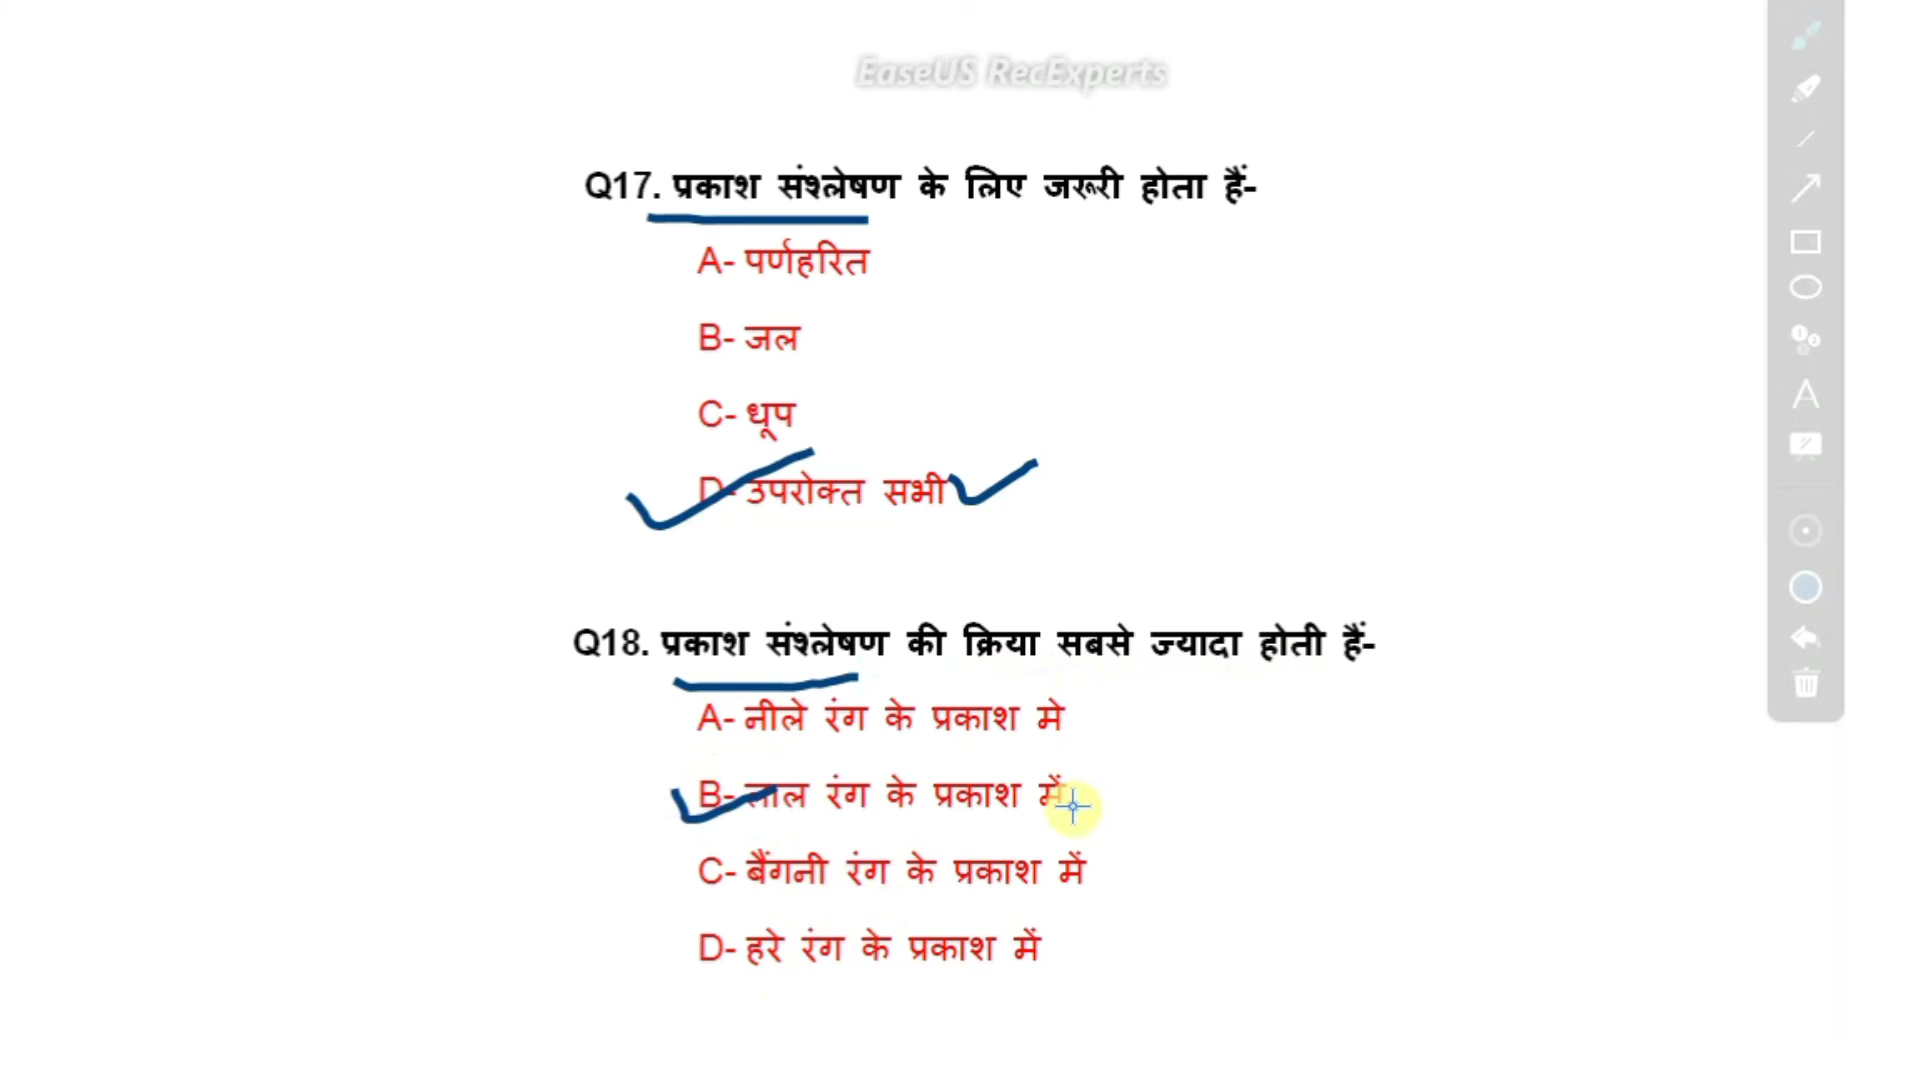 EaseUS RecExperts
Q17. प्रकाश संश्लेषण के लिए जरूरी होता हैं-
A- पर्णहरित
B- जल
C- धूप
D- उपरोक्त सभी
Q18. प्रकाश संश्लेषण की क्रिया सबसे ज्यादा होती हैं-
A- नीले रंग के प्रकाश मे
B- लाल रंग के प्रकाश में
C- बैंगनी रंग के प्रकाश में
D- हरे रंग के प्रकाश में